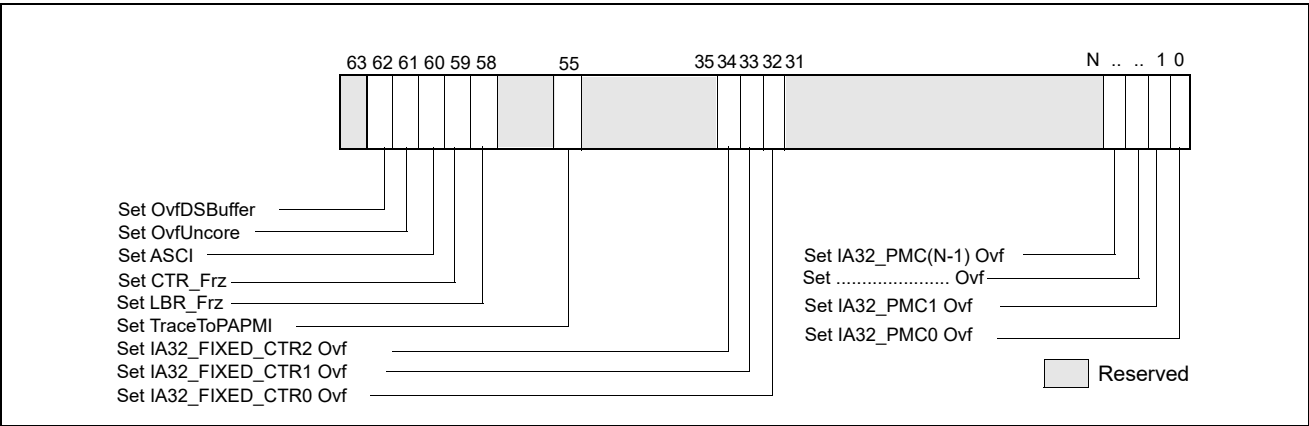 63 62 61 60 59 58 55 35 34 33 32 31 N .. .. 1 0
Set OvfDSBuffer
Set OvfUncore
Set ASCI
Set CTR_Frz
Set LBR_Frz
Set TraceToPAPMI
Set IA32_FIXED_CTR2 Ovf
Set IA32_FIXED_CTR1 Ovf
Set IA32_FIXED_CTR0 Ovf
Set IA32_PMC(N-1) Ovf
Set ...................... Ovf
Set IA32_PMC1 Ovf
Set IA32_PMC0 Ovf
Reserved